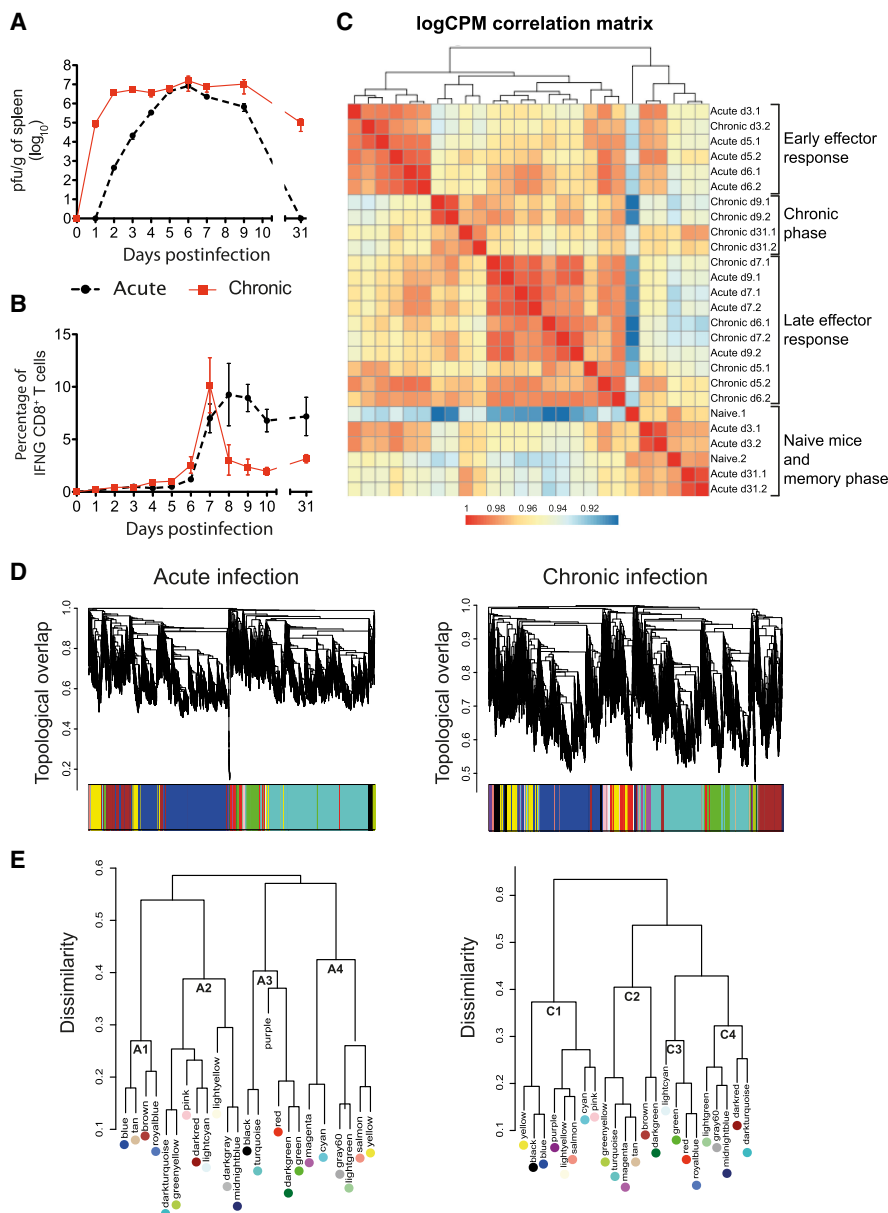 A
pfu/g of spleen
(log10)
8
7
6
5
4
3
2
1
0
0 1 2 3 4 5 6 7 8 9 10 31
Days postinfection
Acute
Chronic
B
Percentage of
IFNG CD8+ T cells
15
10
5
0
0 1 2 3 4 5 6 7 8 9 10 31
Days postinfection
C
logCPM correlation matrix
Acute d3.1
Chronic d3.2
Acute d5.1
Acute d5.2
Acute d6.1
Acute d6.2
Chronic d9.1
Chronic d9.2
Chronic d31.1
Chronic d31.2
Chronic d7.1
Acute d9.1
Acute d7.1
Acute d7.2
Chronic d6.1
Chronic d7.2
Acute d9.2
Chronic d5.1
Chronic d5.2
Chronic d6.2
Naive.1
Acute d3.1
Acute d3.2
Naive.2
Acute d31.1
Acute d31.2
Early effector
response
Chronic
phase
Late effector
response
Naive mice
and
memory phase
1 0.98 0.96 0.94 0.92
D
Acute infection
Topological overlap
1.0
0.8
0.6
0.4
0.2
Chronic infection
Topological overlap
1.0
0.9
0.8
0.7
0.6
0.5
E
Dissimilarity
0.6
0.5
0.4
0.3
0.2
0.1
A1
A2
A3
A4
blue
tan
brown
royalblue
darkturquoise
greenyellow
pink
darkred
lightcyan
lightyellow
darkgray
midnightblue
black
turquoise
purple
red
darkgreen
green
magenta
cyan
gray60
lightgreen
salmon
yellow
Dissimilarity
0.6
0.5
0.4
0.3
0.2
0.1
C1
C2
C3
C4
yellow
black
blue
purple
lightyellow
salmon
cyan
pink
greenyellow
turquoise
magenta
tan
brown
darkgreen
lightcyan
green
red
royalblue
lightgreen
gray60
midnightblue
darkred
darkturquoise